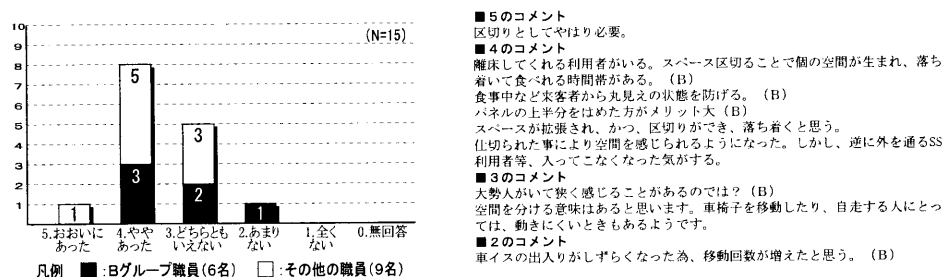 10
9
8
7
6
5
4
3
2
1
(N=15)
5
3
3
2
1
1
5.おおいに
あった
4.やや
あった
3.どちらとも
いえない
2.あまり
ない
1.全く
ない
0.無回答
凡例 ■:Bグループ職員(6名) □:その他の職員(9名)
■5のコメント
区切りとしてやはり必要。
■4のコメント
離床してくれる利用者がいる。スペース区切ることで個の空間が生まれ、落ち
着いて食べれる時間帯がある。(B)
食事中など来客者から丸見えの状態を防げる。(B)
パネルの上半分をはめた方がメリット大(B)
スペースが拡張され、かつ、区切りができ、落ち着くと思う。
仕切られた事により空間を感じられるようになった。しかし、逆に外を通るSS
利用者等、入ってこなくなった気がする。
■3のコメント
大勢人がいて狭く感じることがあるのでは?(B)
空間を分ける意味はあると思います。車椅子を移動したり、自走する人にとっ
ては、動きにくいときもあるようです。
■2のコメント
車イスの出入りがしずらくなった為、移動回数が増えたと思う。(B)